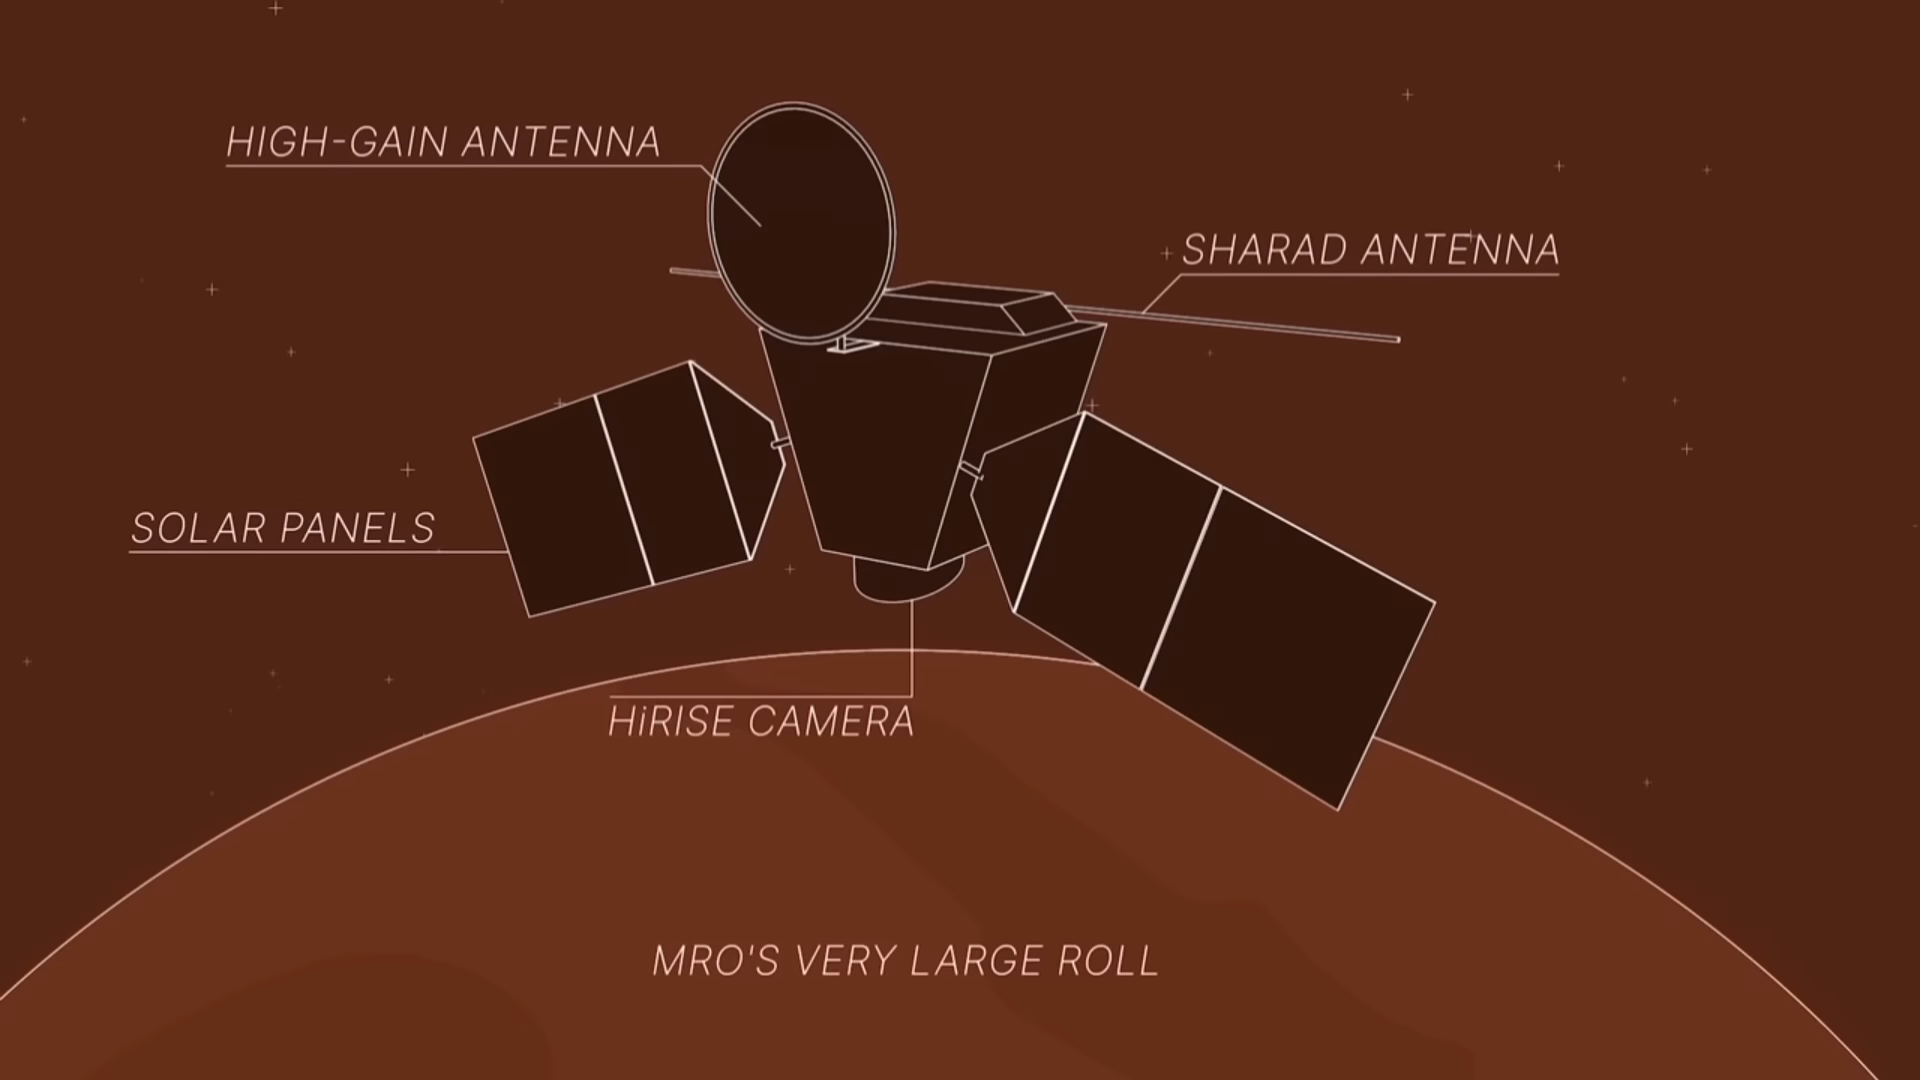 HIGH-GAIN ANTENNA
SHARAD ANTENNA
SOLAR PANELS
HiRISE CAMERA
MRO'S VERY LARGE ROLL